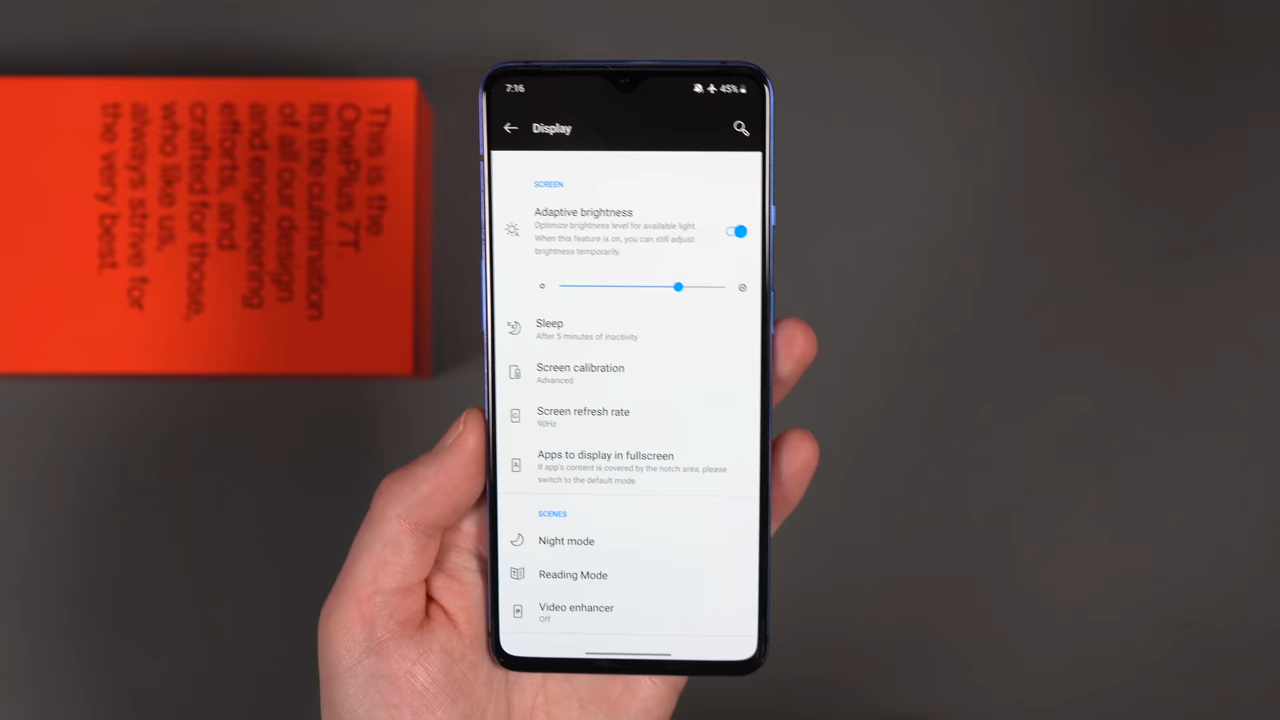 This is the
OnePlus 7T.
It's the culmination
of all our design
and engineering
efforts, and
crafted for those,
who like us,
always strive for
the very best.
7:16
45%
Display
SCREEN
Adaptive brightness
Optimize brightness level for available light.
When this feature is on, you can still adjust
brightness temporarily.
Sleep
After 5 minutes of inactivity
Screen calibration
Advanced
Screen refresh rate
90Hz
Apps to display in fullscreen
If app's content is covered by the notch area, please
switch to the default mode
SCENES
Night mode
Reading Mode
Video enhancer
Off